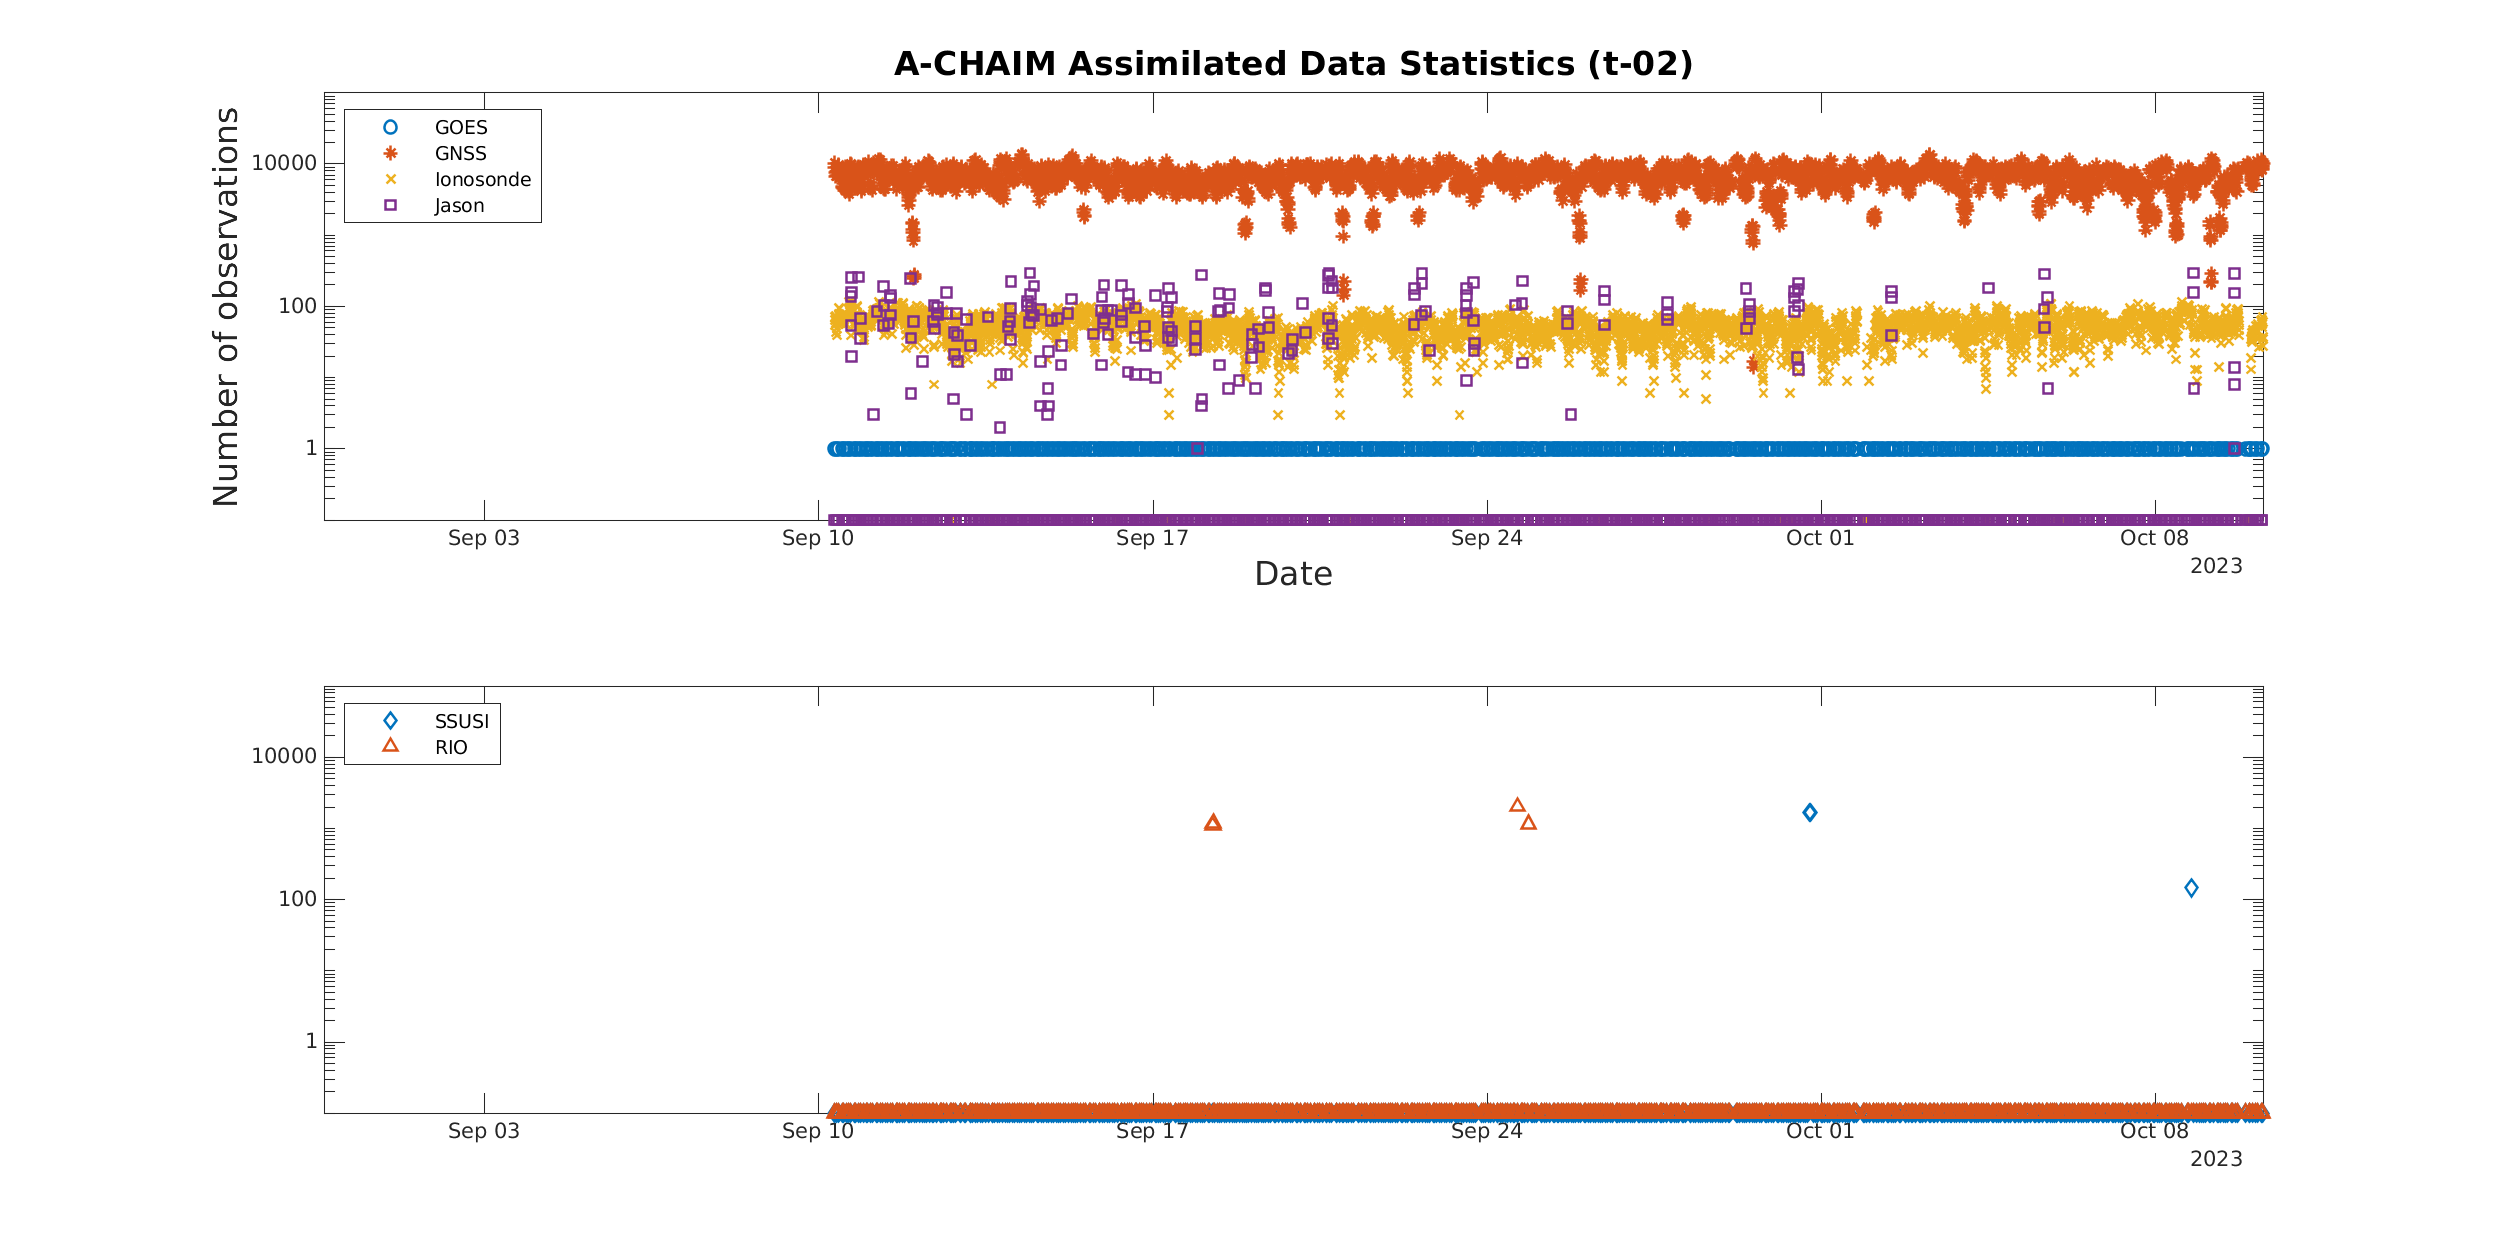 A-CHAIM Assimilated Data Statistics (t-02)
Number of observations
10000
100
1
GOES
GNSS
Ionosonde
Jason
Sep 03 Sep 10 Sep 17 Sep 24 Oct 01 Oct 08
2023
Date
10000
100
1
SSUSI
RIO
Sep 03 Sep 10 Sep 17 Sep 24 Oct 01 Oct 08
2023